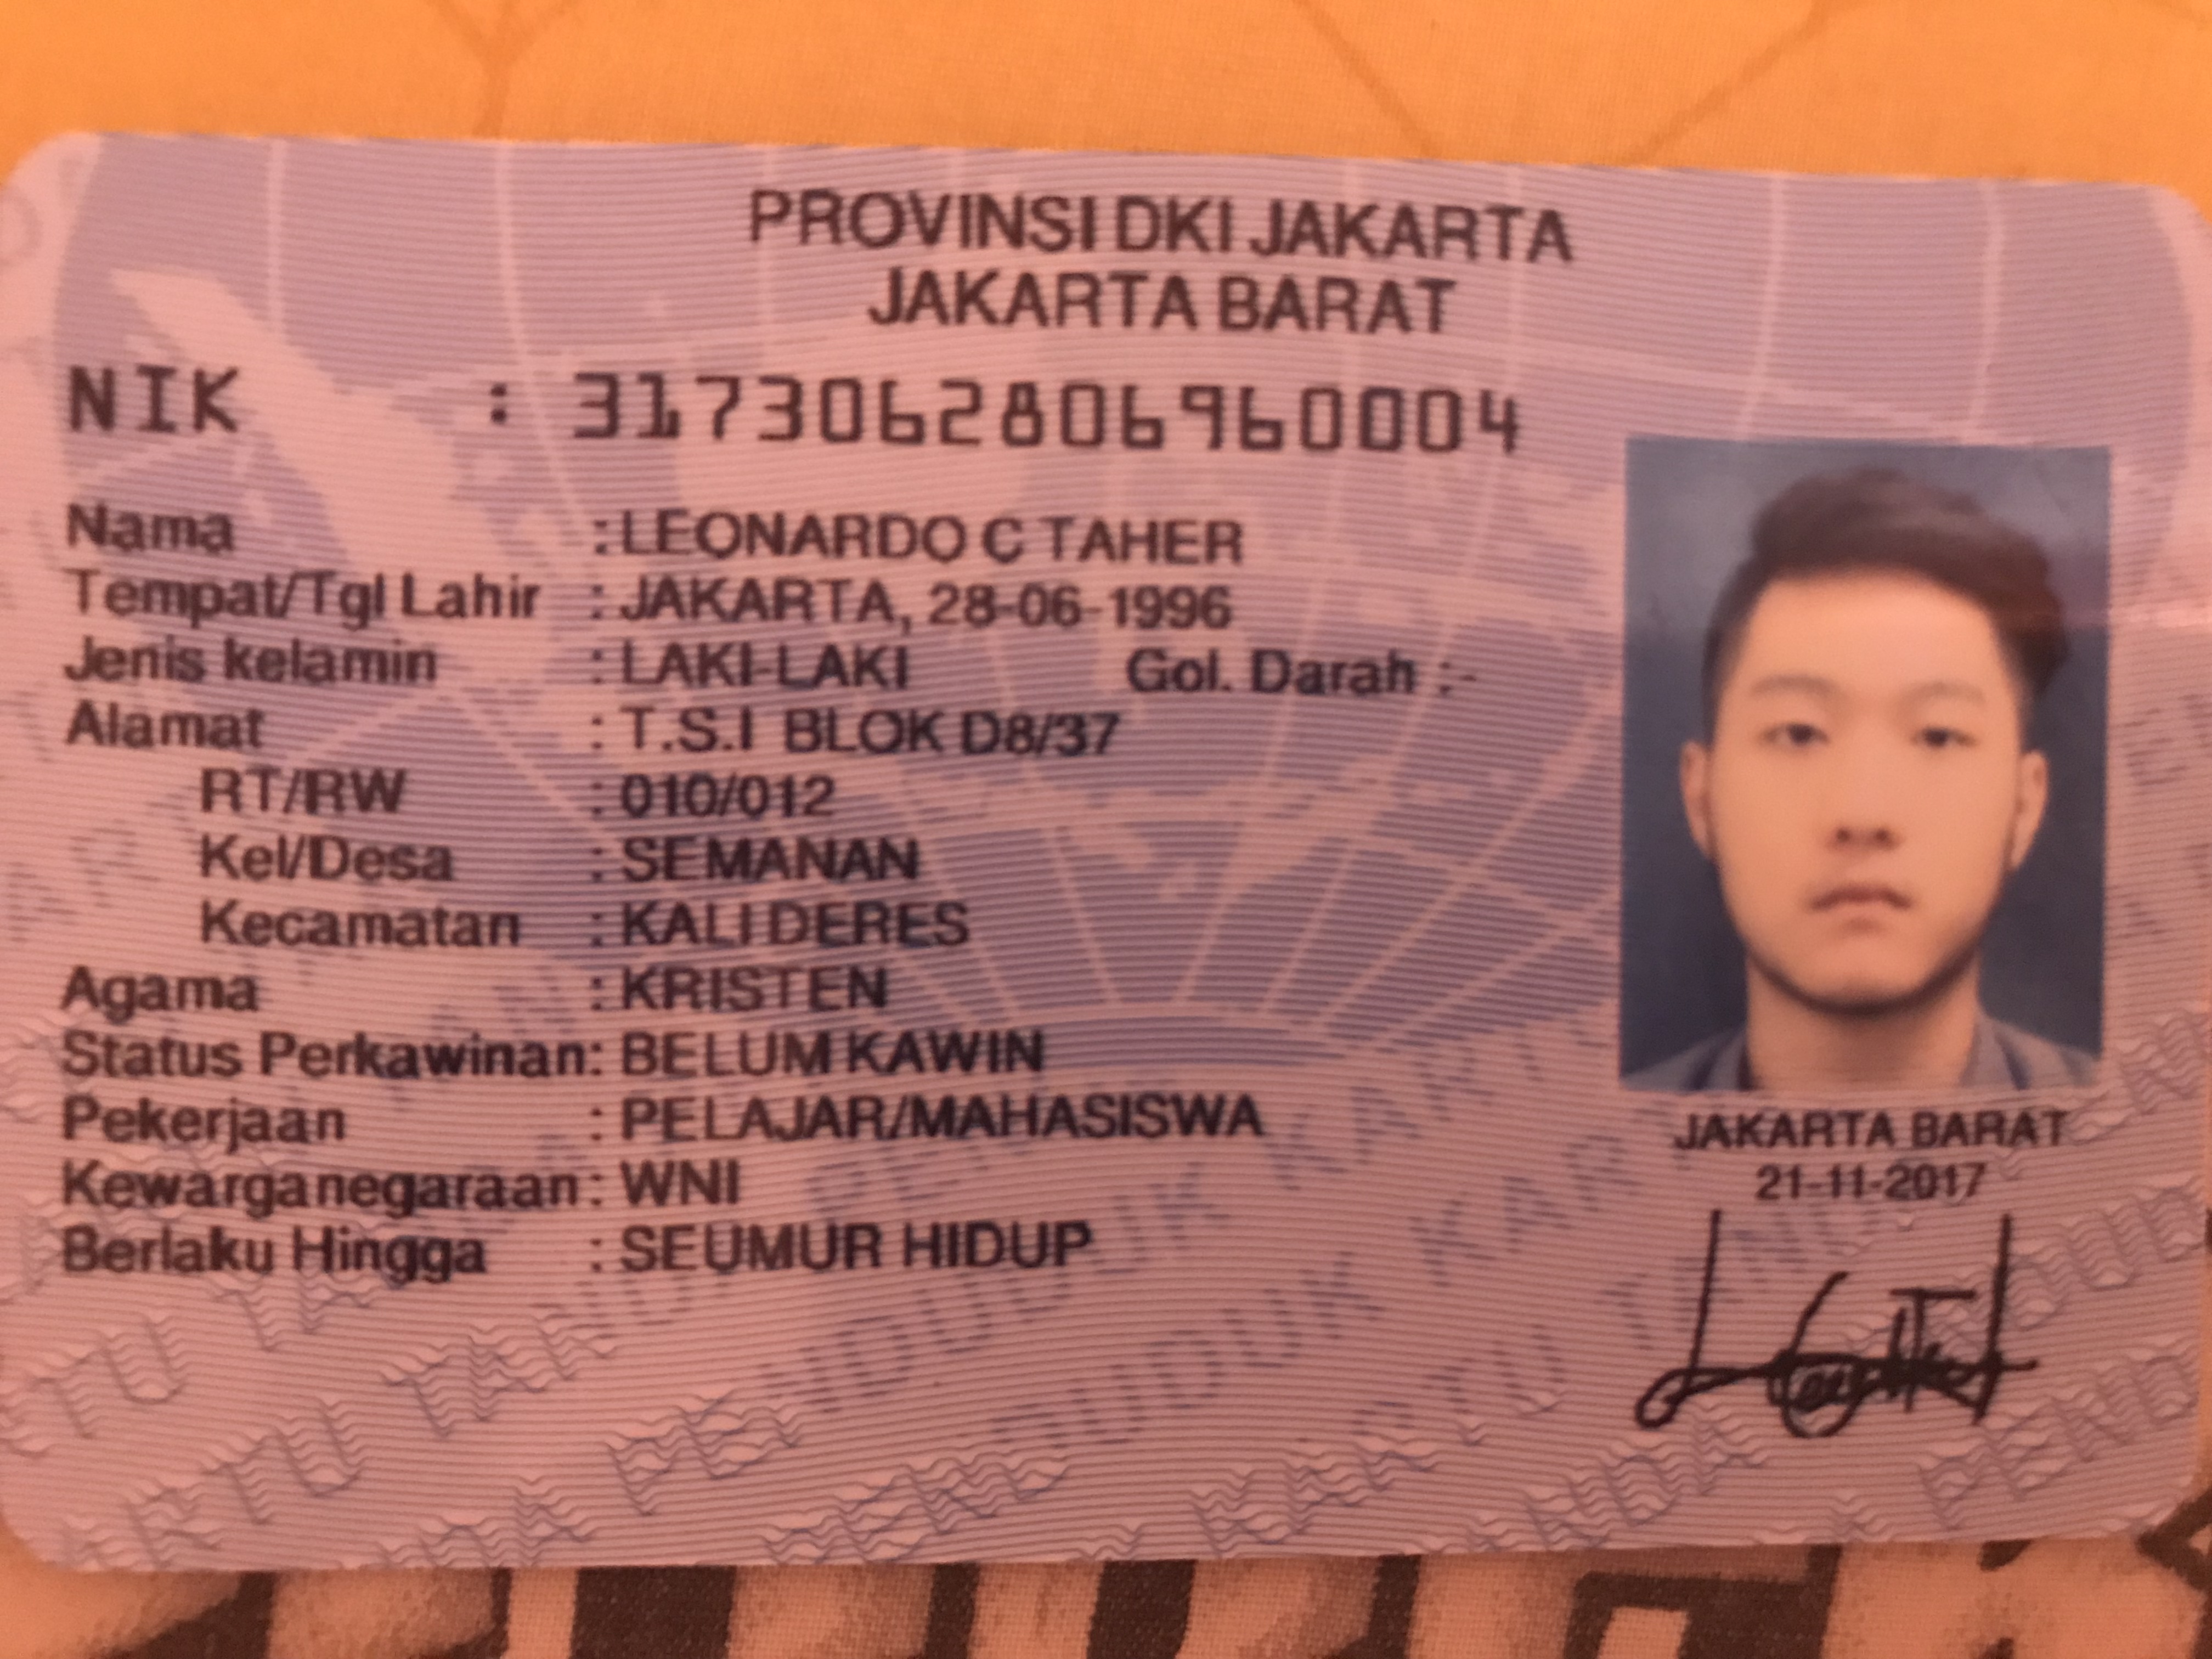 PROVINSI DKI JAKARTA
JAKARTA BARAT
NIK : 3173062806960004
Nama : LEONARDO C TAHER
Tempat/Tgl Lahir : JAKARTA, 28-06-1996
Jenis kelamin : LAKI-LAKI Gol. Darah : -
Alamat : T.S.I BLOK D8/37
RT/RW : 010/012
Kel/Desa : SEMANAN
Kecamatan : KALI DERES
Agama : KRISTEN
Status Perkawinan: BELUM KAWIN
Pekerjaan : PELAJAR/MAHASISWA
Kewarganegaraan: WNI
Berlaku Hingga : SEUMUR HIDUP
JAKARTA BARAT
21-11-2017